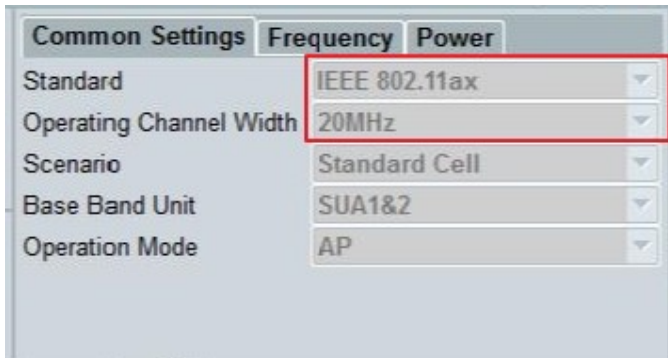 Common Settings Frequency Power
Standard IEEE 802.11ax
Operating Channel Width 20MHz
Scenario Standard Cell
Base Band Unit SUA1&2
Operation Mode AP